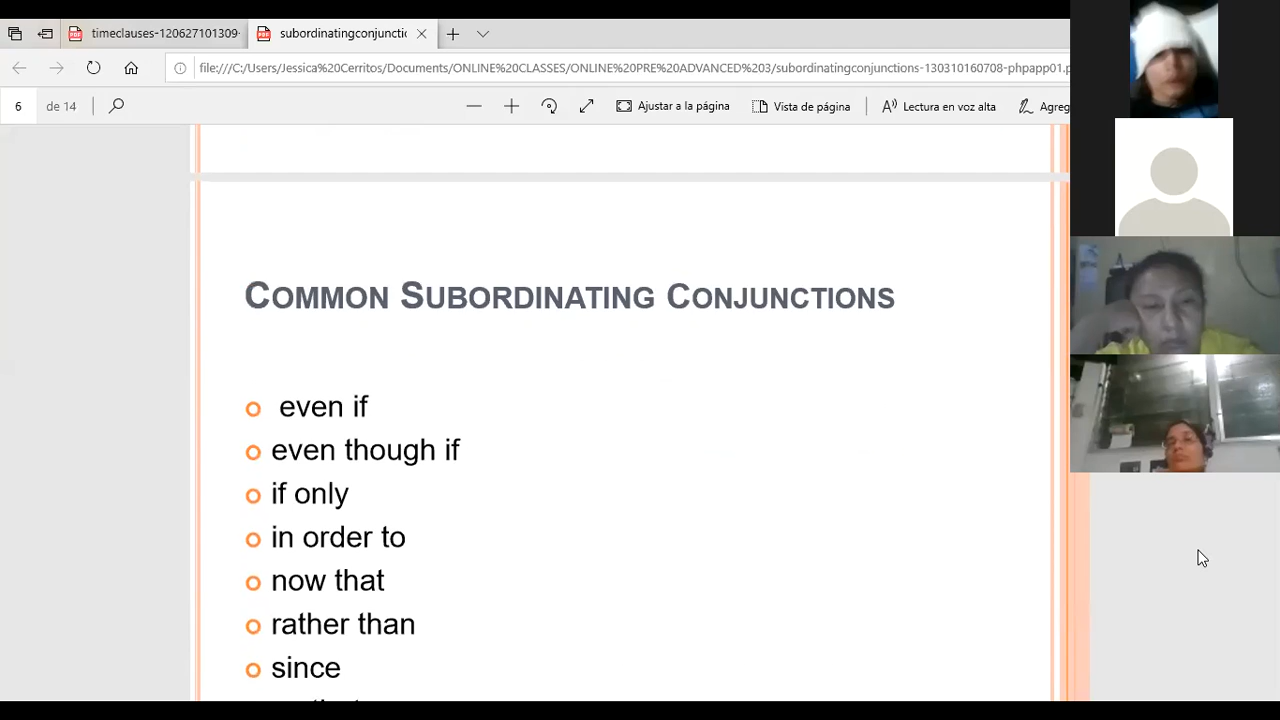 timeclauses-120627101309-
subordinatingconjuncti
file:///C:/Users/Jessica%20Cerritos/Documents/ONLINE%20CLASSES/ONLINE%20PRE%20ADVANCED%203/subordinatingconjunctions-130310160708-phpapp01.p
6 de 14 Ajustar a la página Vista de página Lectura en voz alta Agreg
COMMON SUBORDINATING CONJUNCTIONS
even if
even though if
if only
in order to
now that
rather than
since